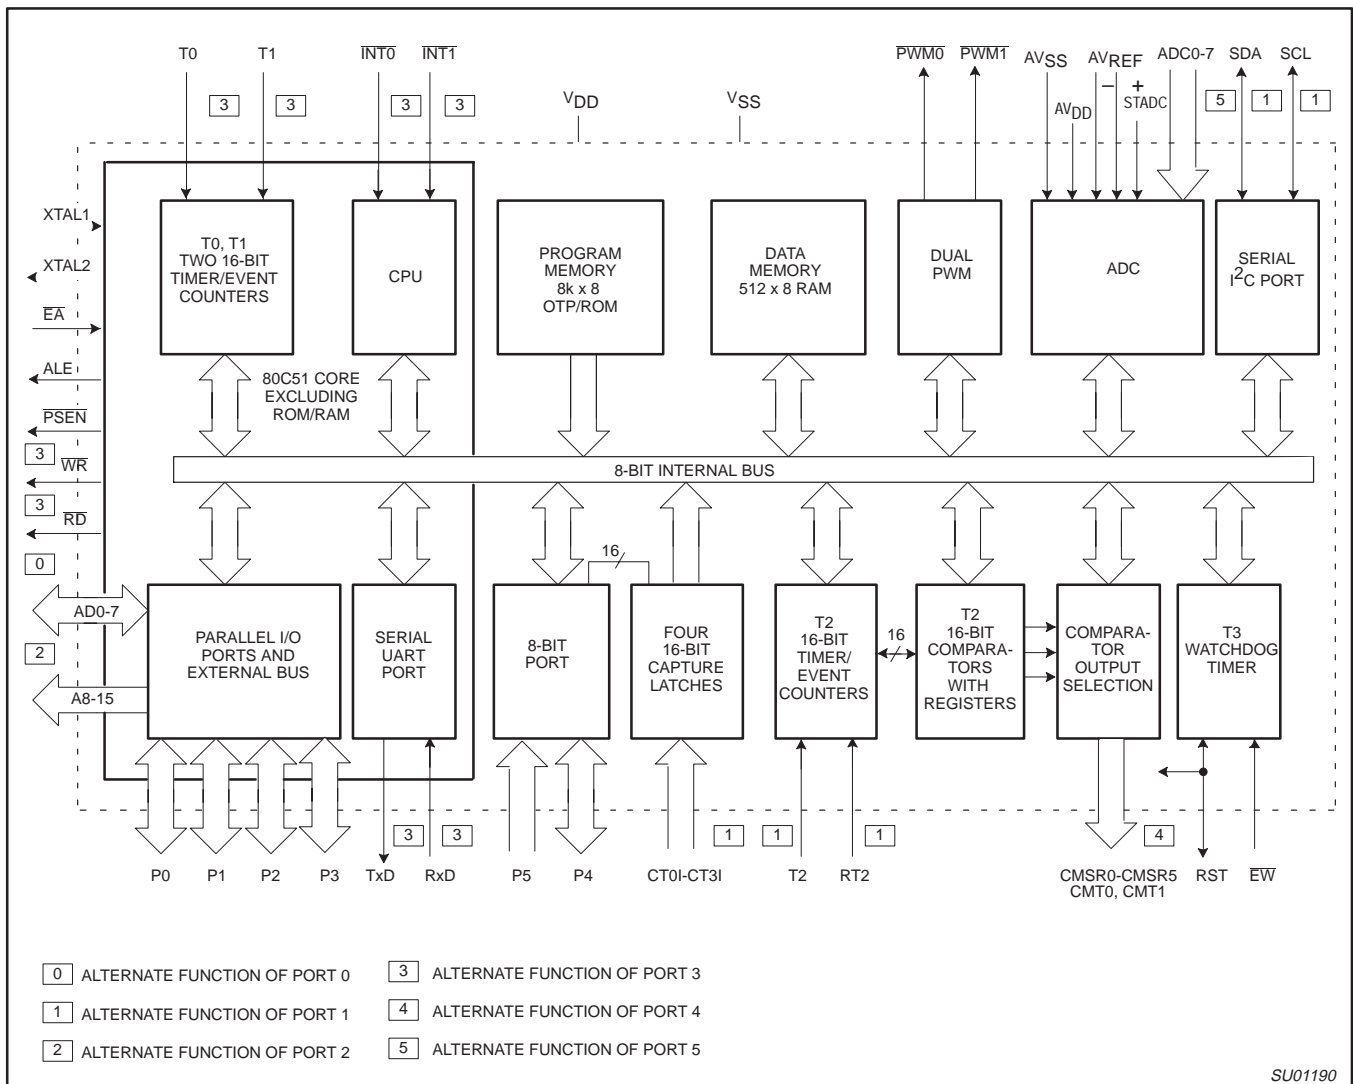 T0 T1 INT0 INT1 PWM0 PWM1 AVSS AVREF ADC0-7 SDA SCL
− + STADC
3 3 3 3 VDD VSS AVDD 5 1 1
XTAL1
XTAL2
EA
ALE
PSEN
3 WR
3 RD
0
AD0-7
2
A8-15
T0, T1
TWO 16-BIT
TIMER/EVENT
COUNTERS
CPU
PROGRAM
MEMORY
8k x 8
OTP/ROM
DATA
MEMORY
512 x 8 RAM
DUAL
PWM
ADC
SERIAL
I2C PORT
80C51 CORE
EXCLUDING
ROM/RAM
8-BIT INTERNAL BUS
PARALLEL I/O
PORTS AND
EXTERNAL BUS
SERIAL
UART
PORT
8-BIT
PORT
16
FOUR
16-BIT
CAPTURE
LATCHES
T2
16-BIT
TIMER/
EVENT
COUNTERS
16
T2
16-BIT
COMPARA-
TORS
WITH
REGISTERS
COMPARA-
TOR
OUTPUT
SELECTION
T3
WATCHDOG
TIMER
3 3 1 1 1 4
P0 P1 P2 P3 TxD RxD P5 P4 CT0I-CT3I T2 RT2 CMSR0-CMSR5 RST EW
CMT0, CMT1
0 ALTERNATE FUNCTION OF PORT 0
1 ALTERNATE FUNCTION OF PORT 1
2 ALTERNATE FUNCTION OF PORT 2
3 ALTERNATE FUNCTION OF PORT 3
4 ALTERNATE FUNCTION OF PORT 4
5 ALTERNATE FUNCTION OF PORT 5
SU01190